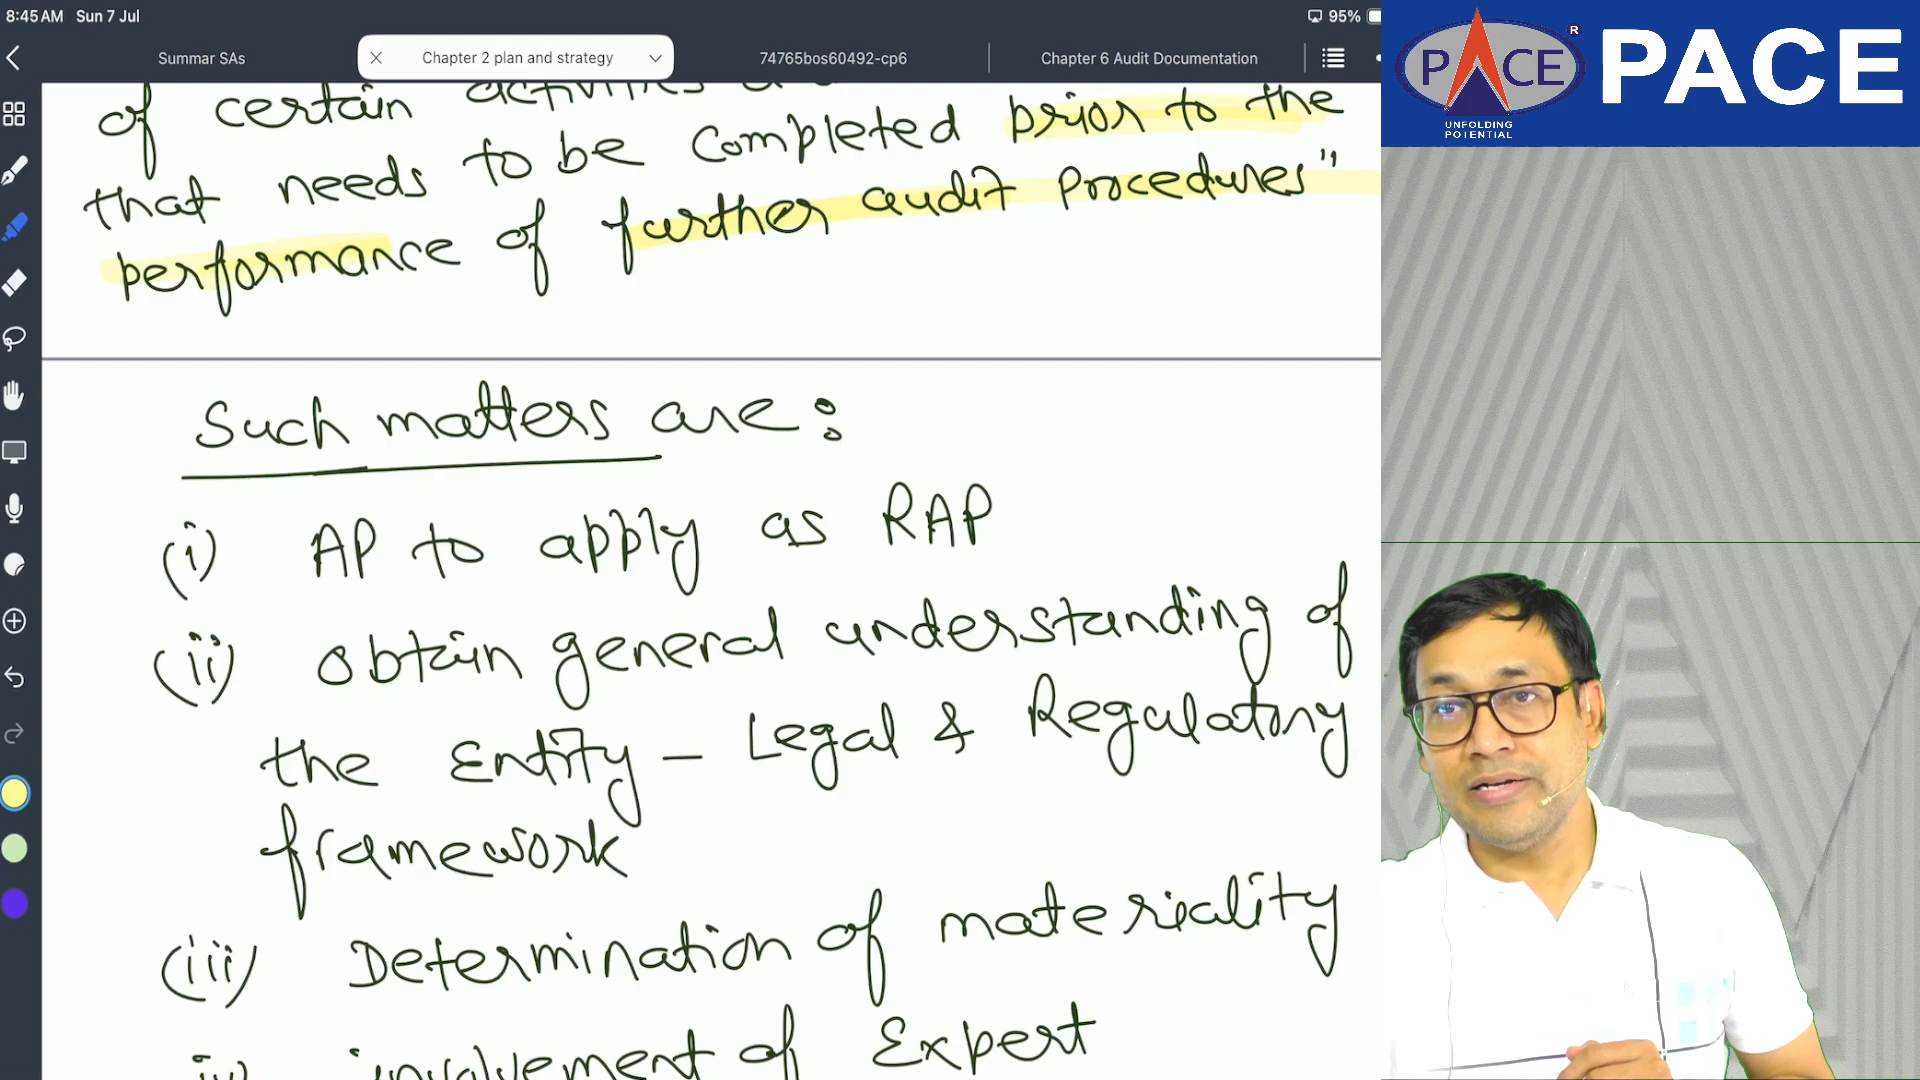 8:45 AM Sun 7 Jul
95%
Summar SAs
Chapter 2 plan and strategy
74765bos60492-cp6
Chapter 6 Audit Documentation
PACE
UNFOLDING
POTENTIAL
®
PACE
of certain activities
that needs to be completed prior to the
performance of further audit procedures"
Such matters are:
(i) AP to apply as RAP
(ii) Obtain general understanding of
the Entity – Legal & Regulatory
framework
(iii) Determination of materiality
iv) involvement of Expert